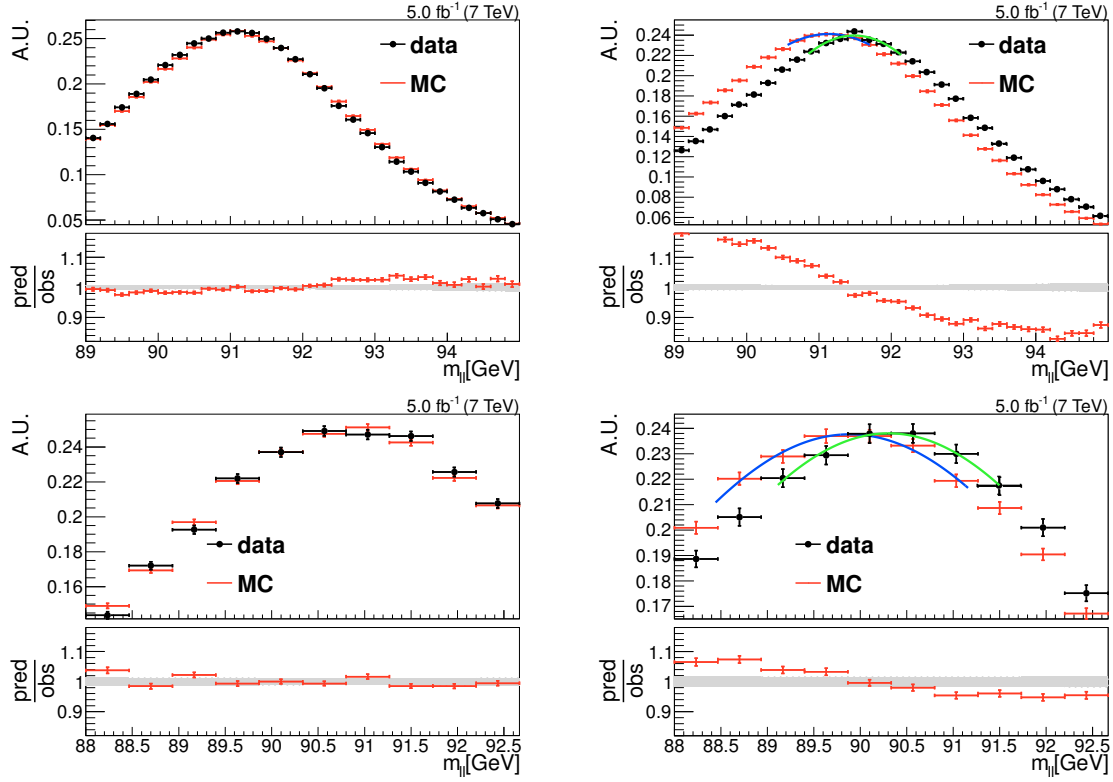 5.0 fb⁻¹ (7 TeV)
A.U.
0.25
0.2
0.15
0.1
0.05
data
MC
pred
obs
1.1
1
0.9
89 90 91 92 93 94
m_ll[GeV]
5.0 fb⁻¹ (7 TeV)
A.U.
0.24
0.22
0.2
0.18
0.16
0.14
0.12
0.1
0.08
0.06
data
MC
pred
obs
1.1
1
0.9
89 90 91 92 93 94
m_ll[GeV]
5.0 fb⁻¹ (7 TeV)
A.U.
0.24
0.22
0.2
0.18
0.16
data
MC
pred
obs
1.1
1
0.9
88 88.5 89 89.5 90 90.5 91 91.5 92 92.5
m_ll[GeV]
5.0 fb⁻¹ (7 TeV)
A.U.
0.24
0.23
0.22
0.21
0.2
0.19
0.18
0.17
data
MC
pred
obs
1.1
1
0.9
88 88.5 89 89.5 90 90.5 91 91.5 92 92.5
m_ll[GeV]